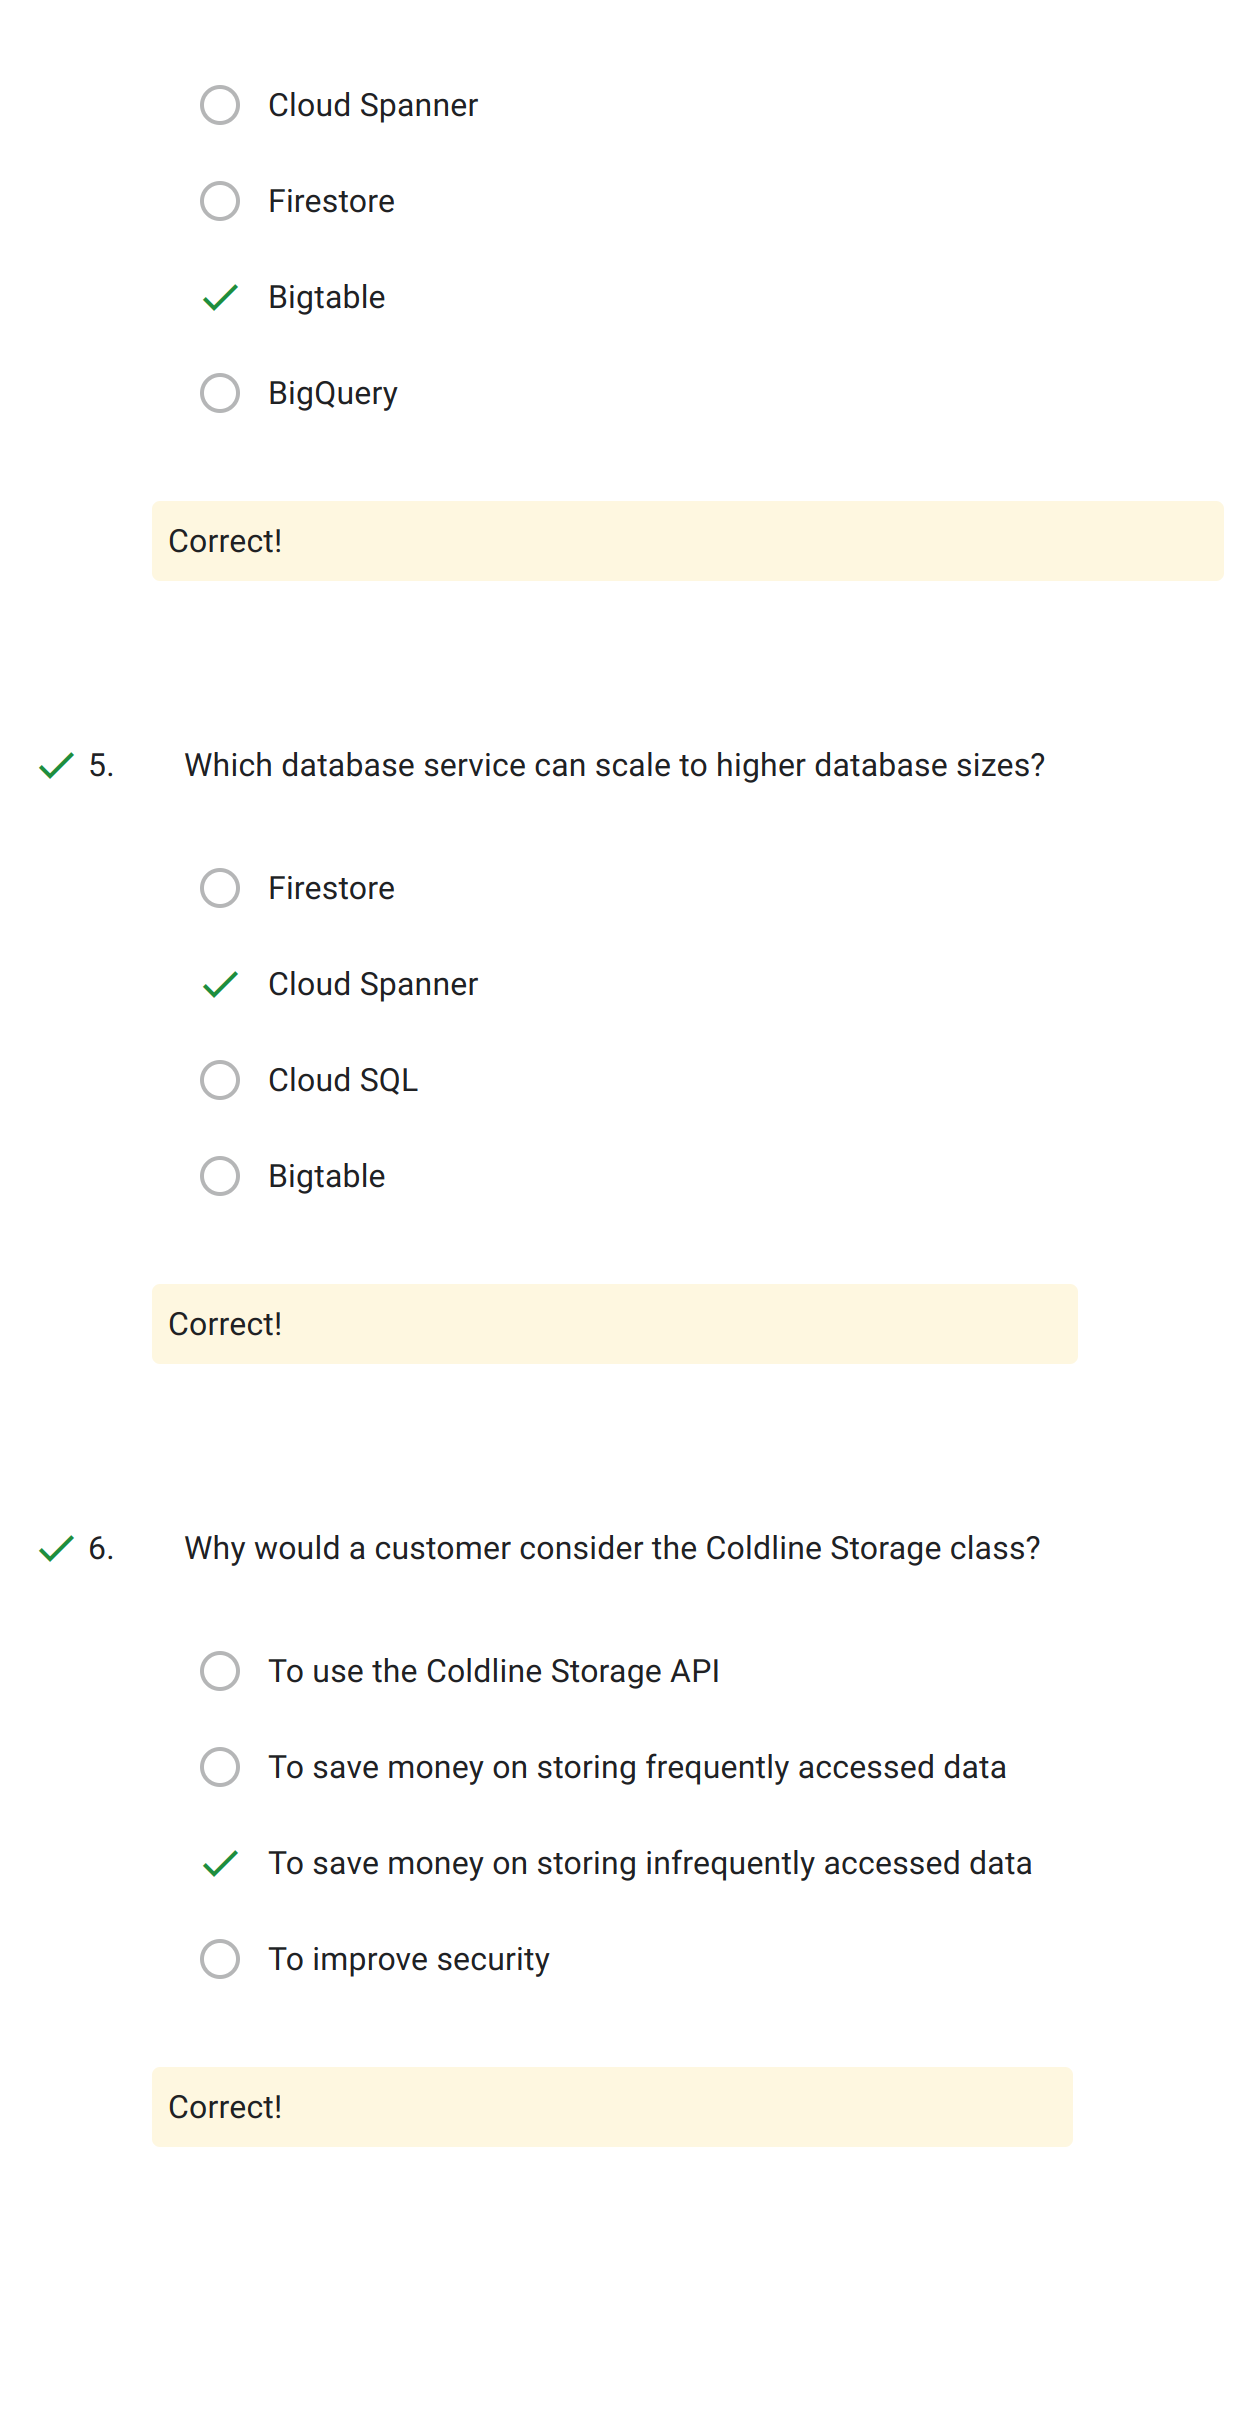 Cloud Spanner
Firestore
Bigtable
BigQuery
Correct!
5. Which database service can scale to higher database sizes?
Firestore
Cloud Spanner
Cloud SQL
Bigtable
Correct!
6. Why would a customer consider the Coldline Storage class?
To use the Coldline Storage API
To save money on storing frequently accessed data
To save money on storing infrequently accessed data
To improve security
Correct!